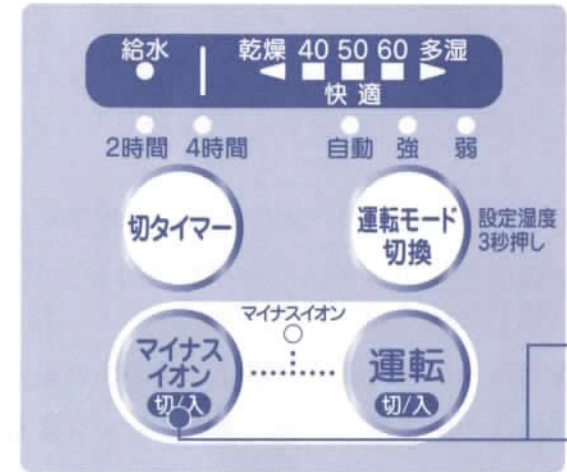 給水 乾燥 40 50 60 多湿
快適
2時間 4時間 自動 強 弱
切タイマー
運転モード
切換
設定湿度
3秒押し
マイナスイオン
マイナス
イオン
切/入
運転
切/入